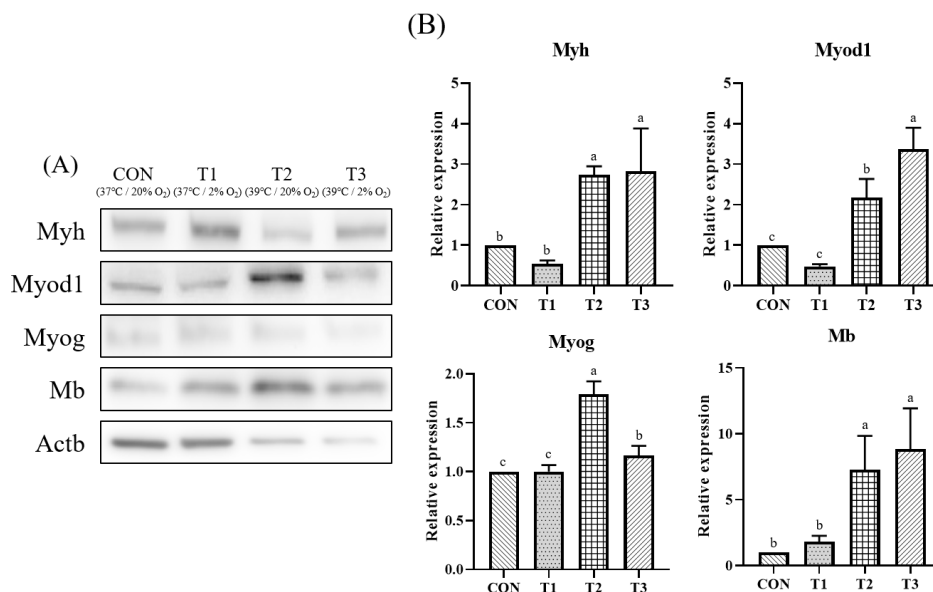 (A)
CON T1 T2 T3
(37°C / 20% O₂) (37°C / 2% O₂) (39°C / 20% O₂) (39°C / 2% O₂)
Myh
Myod1
Myog
Mb
Actb
(B)
Myh
Relative expression
5
4
3
2
1
0
b
b
a
a
CON T1 T2 T3
Myod1
Relative expression
5
4
3
2
1
0
c
c
b
a
CON T1 T2 T3
Myog
Relative expression
2.0
1.5
1.0
0.5
0.0
c
c
a
b
CON T1 T2 T3
Mb
Relative expression
15
10
5
0
b
b
a
a
CON T1 T2 T3